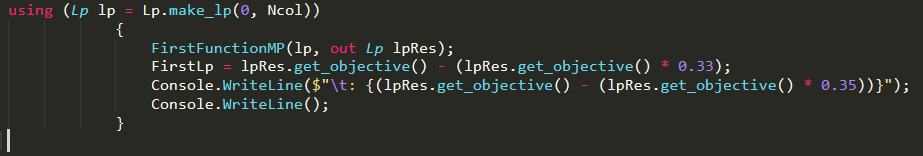 using (Lp lp = Lp.make_lp(0, Ncol))
{
FirstFunctionMP(lp, out Lp lpRes);
FirstLp = lpRes.get_objective() - (lpRes.get_objective() * 0.33);
Console.WriteLine($"\t: {(lpRes.get_objective() - (lpRes.get_objective() * 0.35))}");
Console.WriteLine();
}